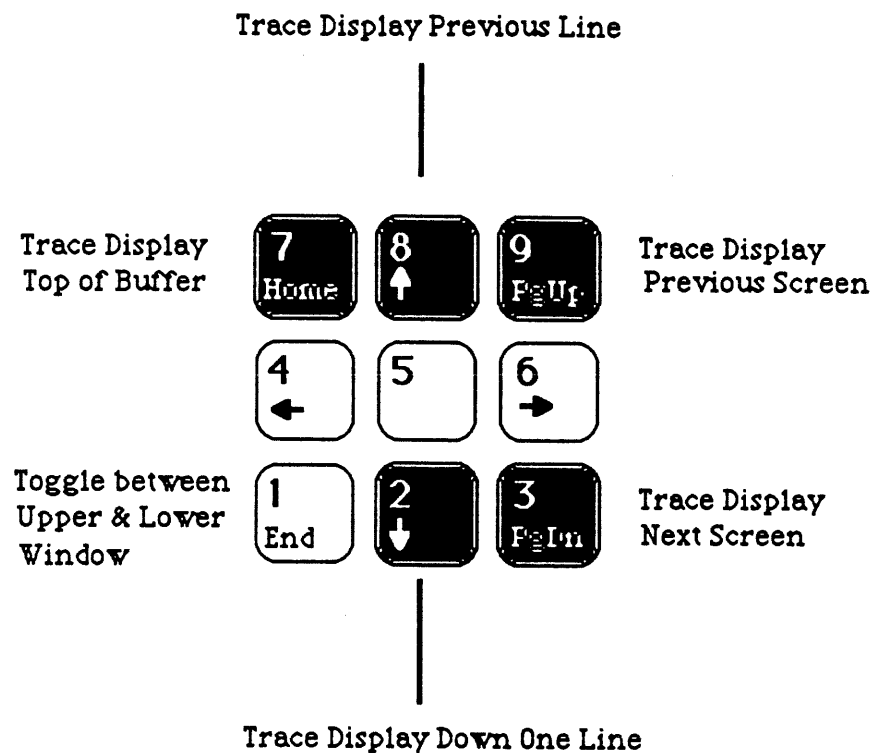 Trace Display Previous Line
Trace Display
Top of Buffer
7
Home
8
9
PgUp
Trace Display
Previous Screen
4
5
6
Toggle between
Upper & Lower
Window
1
End
2
3
PgDn
Trace Display
Next Screen
Trace Display Down One Line